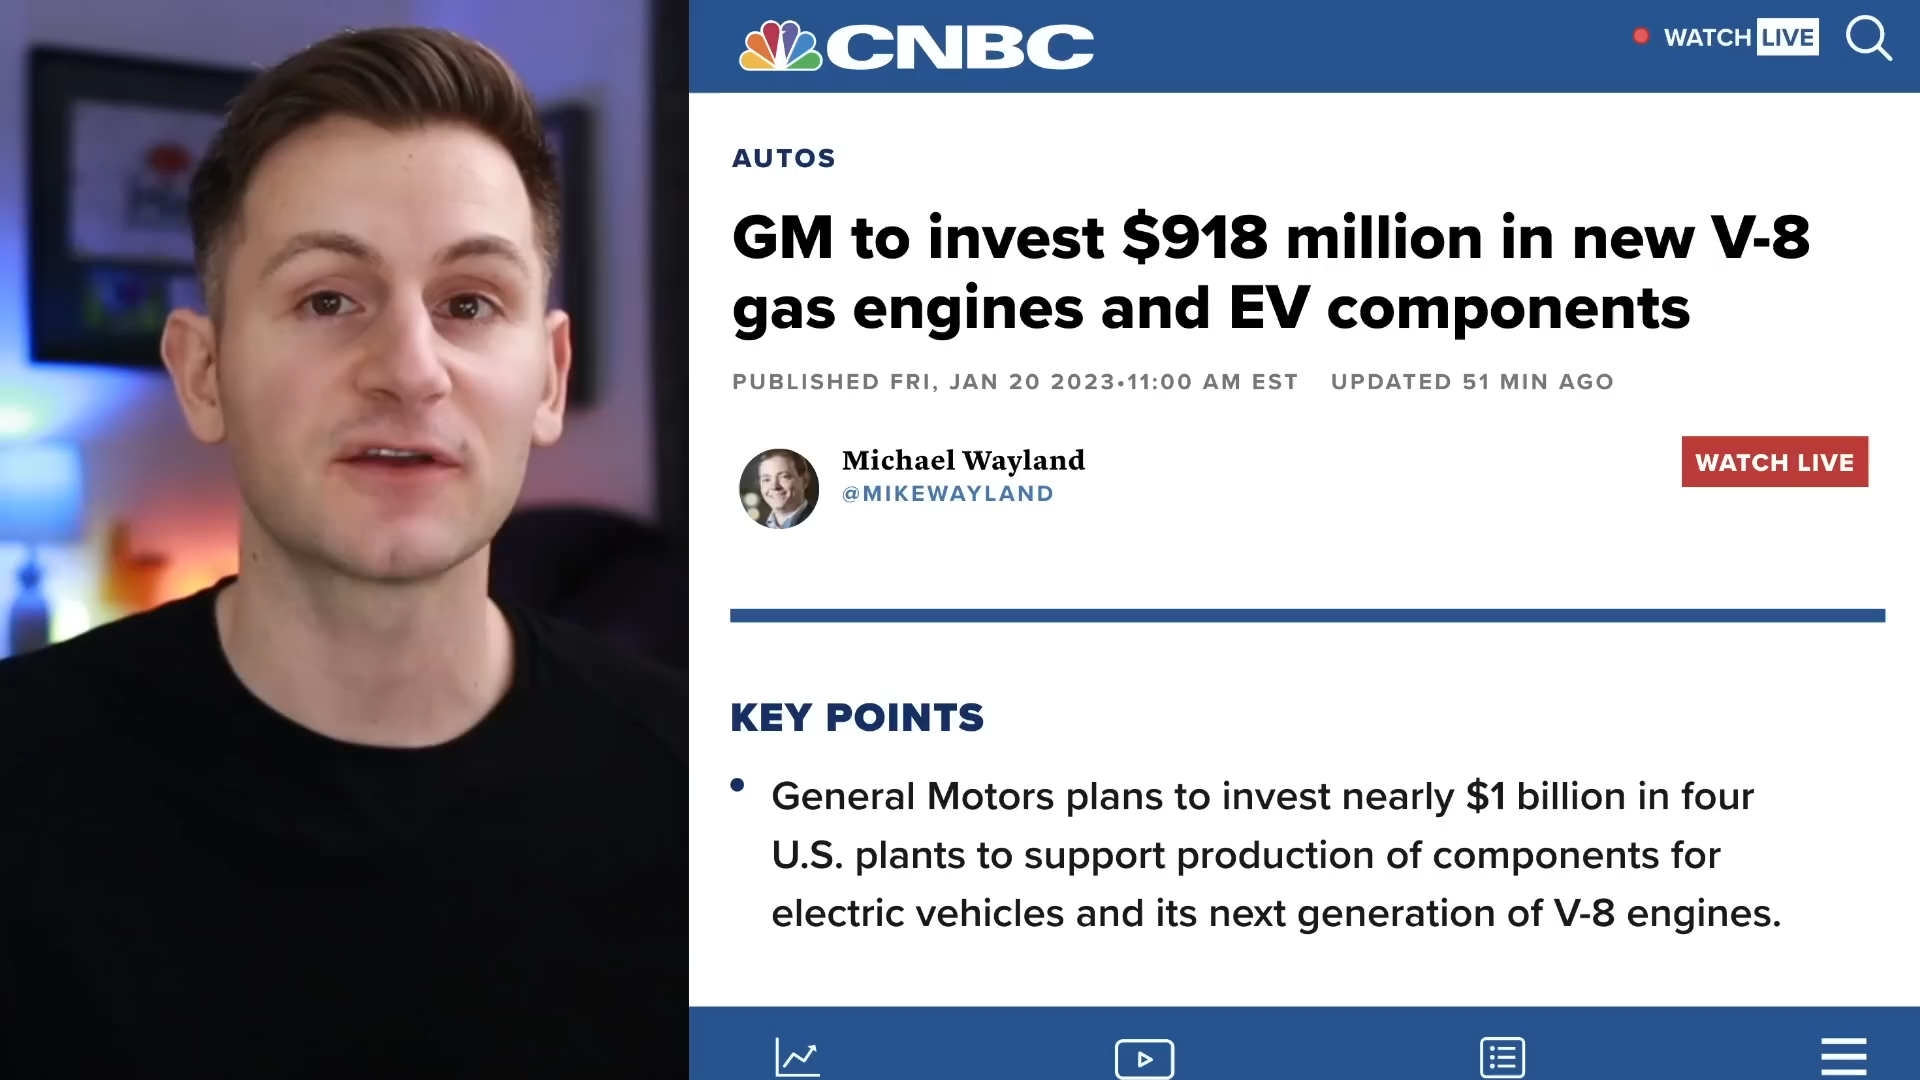 CNBC
WATCH LIVE
AUTOS
GM to invest $918 million in new V-8
gas engines and EV components
PUBLISHED FRI, JAN 20 2023•11:00 AM EST UPDATED 51 MIN AGO
Michael Wayland
@MIKEWAYLAND
WATCH LIVE
KEY POINTS
• General Motors plans to invest nearly $1 billion in four
U.S. plants to support production of components for
electric vehicles and its next generation of V-8 engines.